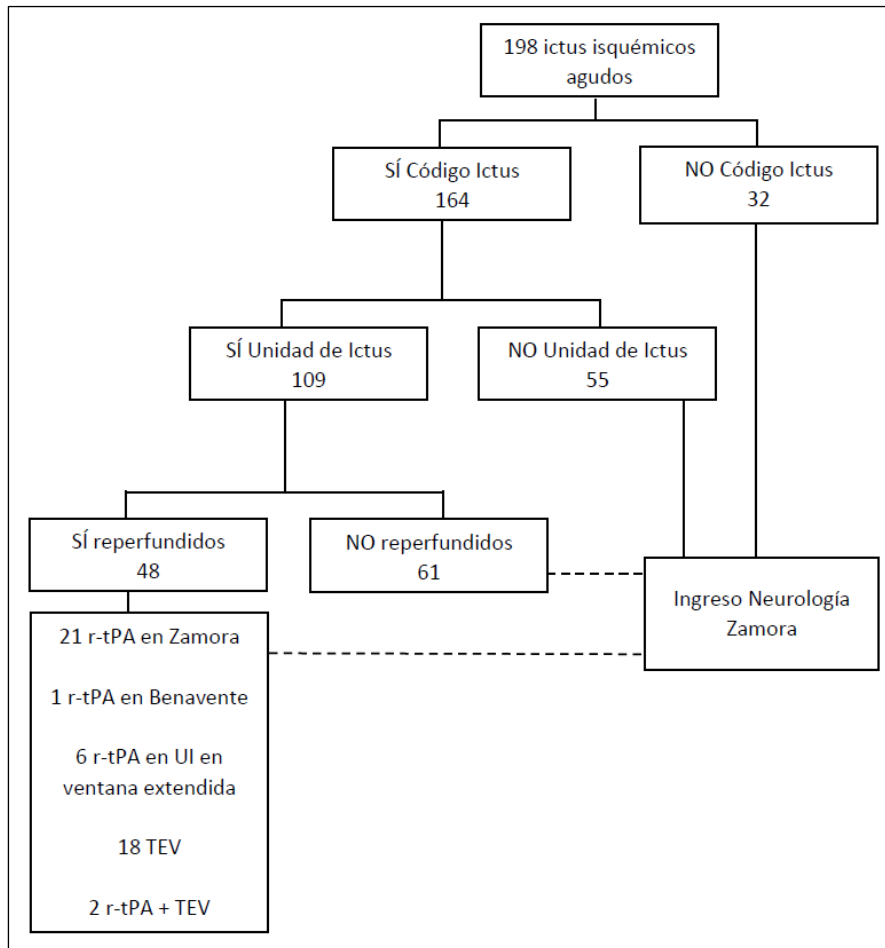 198 ictus isquémicos
agudos
SÍ Código Ictus
164
NO Código Ictus
32
SÍ Unidad de Ictus
109
NO Unidad de Ictus
55
SÍ reperfundidos
48
NO reperfundidos
61
Ingreso Neurología
Zamora
21 r-tPA en Zamora
1 r-tPA en Benavente
6 r-tPA en UI en
ventana extendida
18 TEV
2 r-tPA + TEV